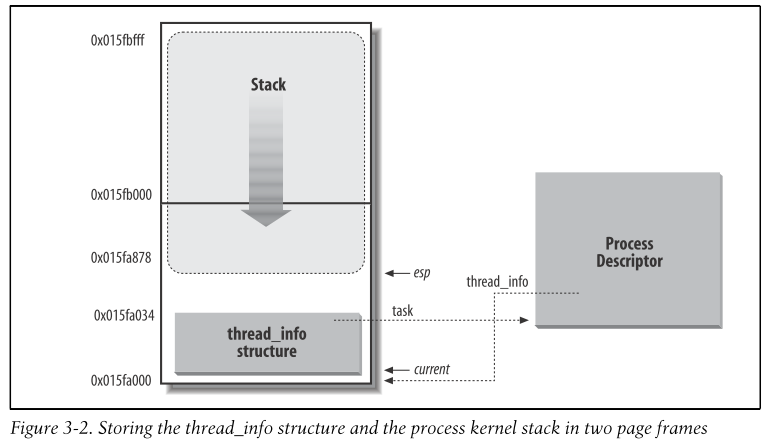 0x015fbfff
Stack
0x015fb000
0x015fa878
esp
Process
Descriptor
thread_info
0x015fa034
task
thread_info
structure
current
0x015fa000
Figure 3-2. Storing the thread_info structure and the process kernel stack in two page frames